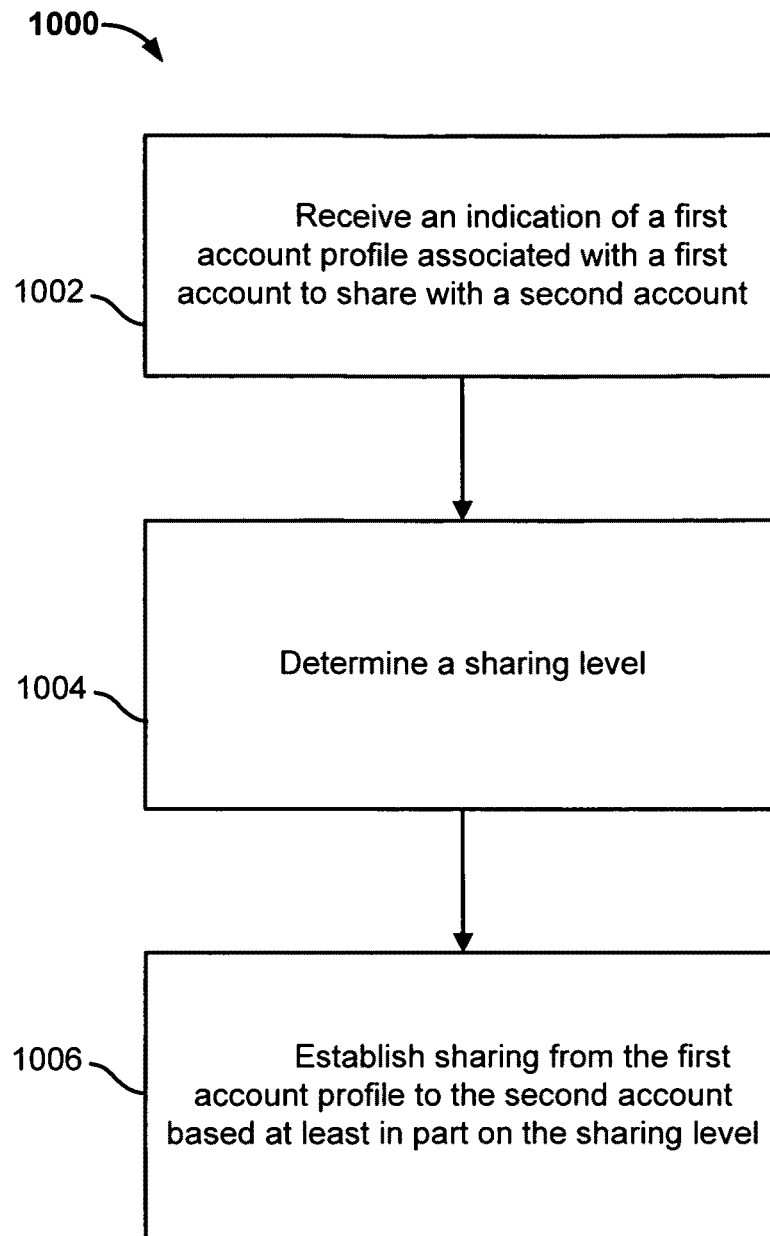 1000
Receive an indication of a first
account profile associated with a first
account to share with a second account
1002
Determine a sharing level
1004
Establish sharing from the first
account profile to the second account
based at least in part on the sharing level
1006